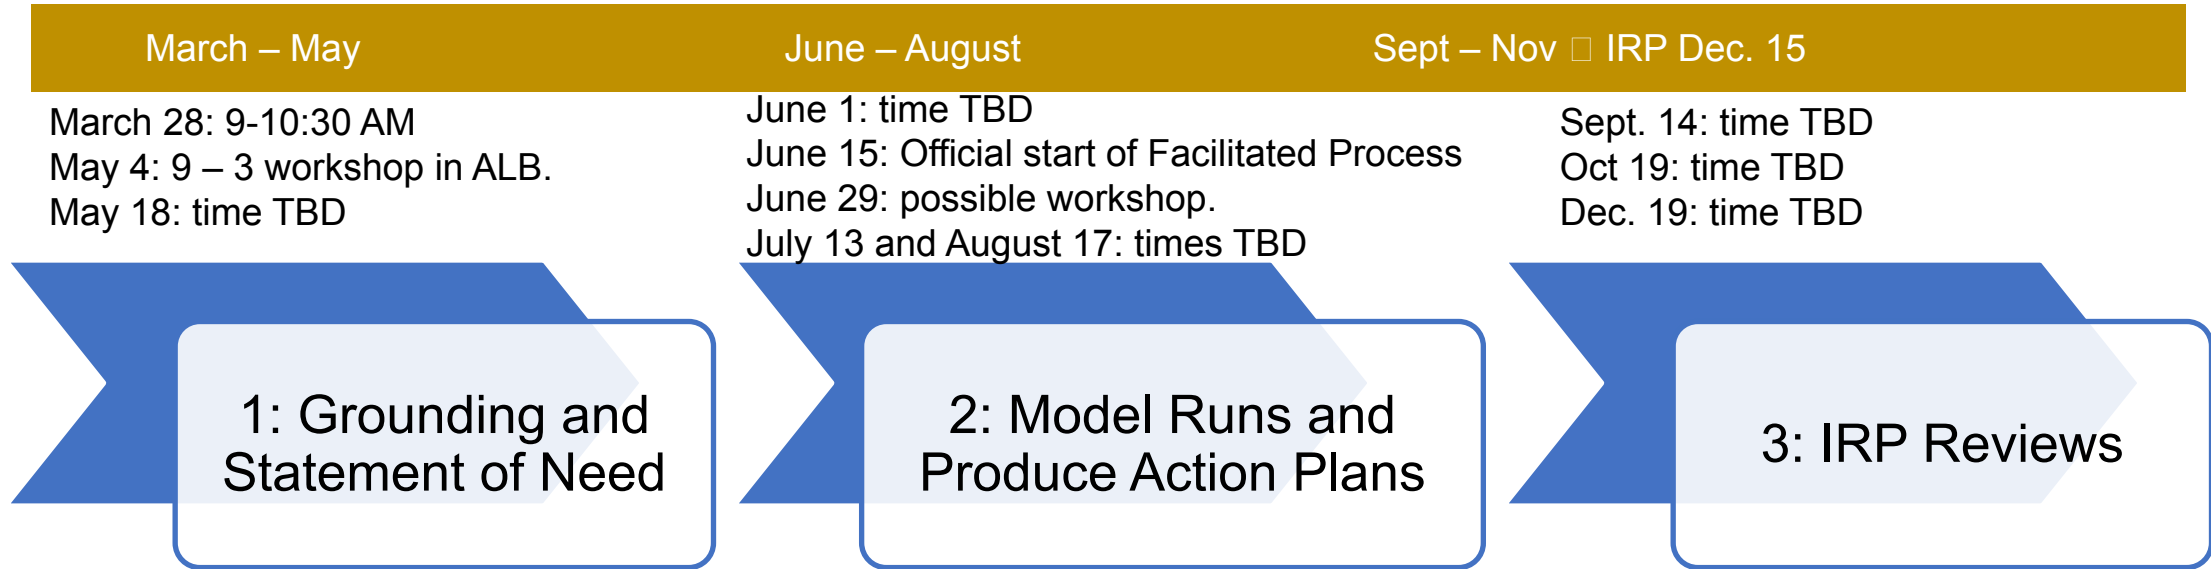 March – May
June – August
Sept – Nov □ IRP Dec. 15
March 28: 9-10:30 AM
May 4: 9 – 3 workshop in ALB.
May 18: time TBD
June 1: time TBD
June 15: Official start of Facilitated Process
June 29: possible workshop.
July 13 and August 17: times TBD
Sept. 14: time TBD
Oct 19: time TBD
Dec. 19: time TBD
1: Grounding and
Statement of Need
2: Model Runs and
Produce Action Plans
3: IRP Reviews